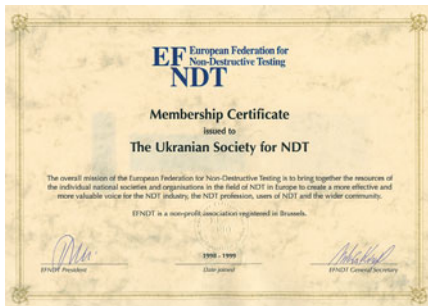 EF European Federation for
Non-Destructive Testing
NDT
Membership Certificate
issued to
The Ukranian Society for NDT
The overall mission of the European Federation for Non-Destructive Testing is to bring together the resources of
the individual national societies and organisations in the field of NDT in Europe to create a more effective and
more valuable voice for the NDT industry, the NDT profession, users of NDT and the wider community.
EFNDT is a non-profit association registered in Brussels.
1998 - 1999
EFNDT President
Date joined
EFNDT General Secretary